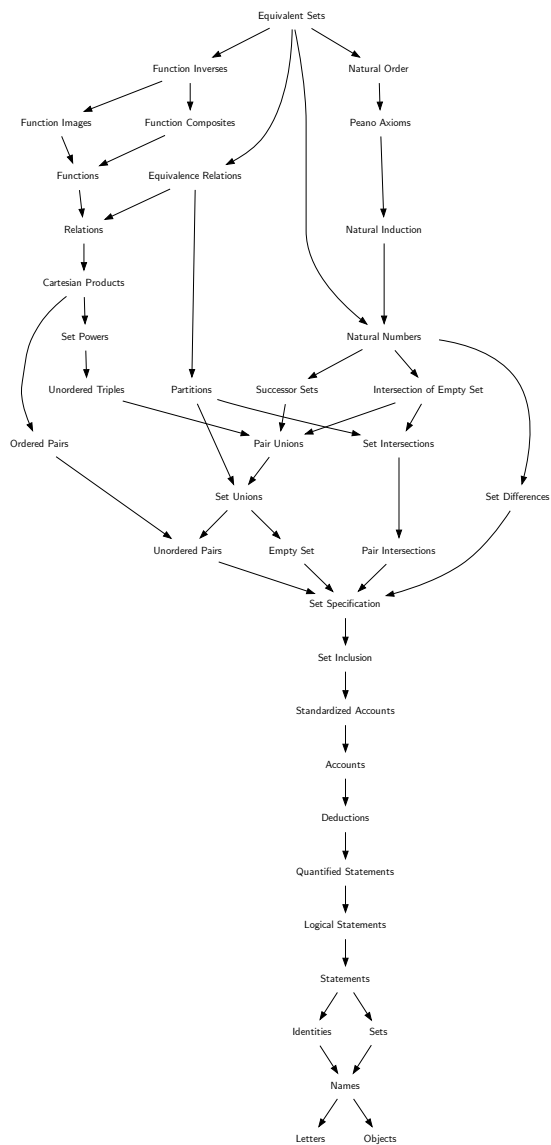 Equivalent Sets
Function Inverses
Natural Order
Function Images
Function Composites
Peano Axioms
Functions
Equivalence Relations
Relations
Natural Induction
Cartesian Products
Set Powers
Natural Numbers
Unordered Triples
Partitions
Successor Sets
Intersection of Empty Set
Ordered Pairs
Pair Unions
Set Intersections
Set Unions
Set Differences
Unordered Pairs
Empty Set
Pair Intersections
Set Specification
Set Inclusion
Standardized Accounts
Accounts
Deductions
Quantified Statements
Logical Statements
Statements
Identities
Sets
Names
Letters
Objects